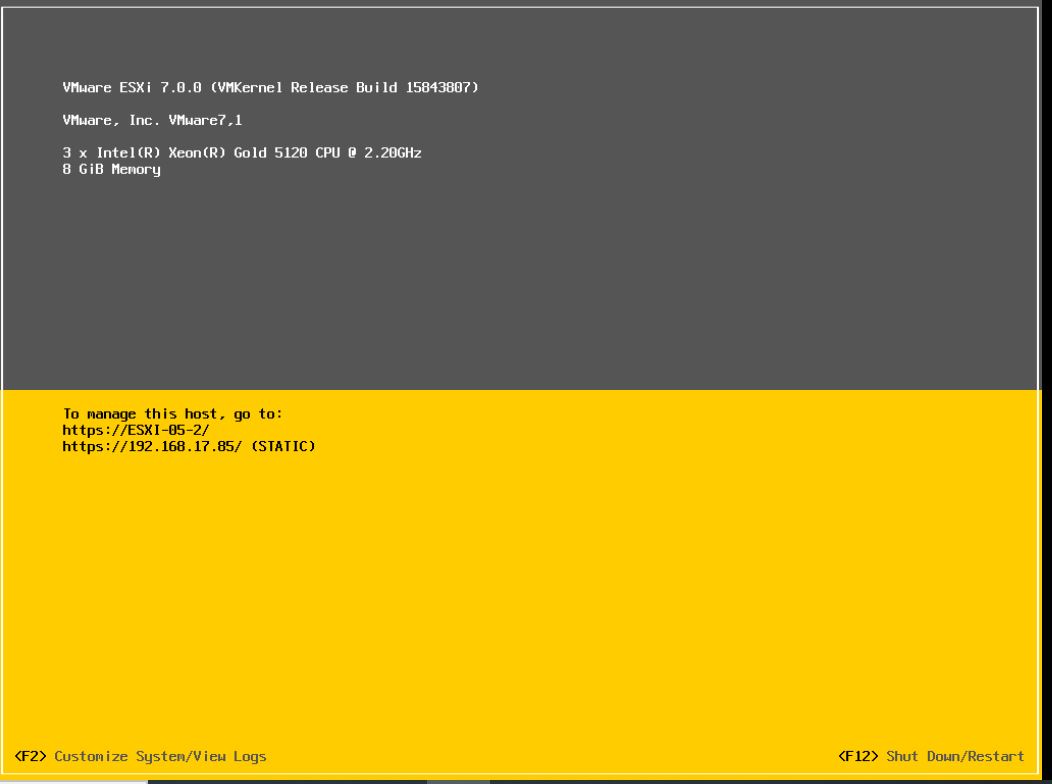 VMware ESXi 7.0.0 (VMKernel Release Build 15843807)
VMware, Inc. VMware7,1
3 x Intel(R) Xeon(R) Gold 5120 CPU @ 2.20GHz
8 GiB Memory
To manage this host, go to:
https://ESXI-05-2/
https://192.168.17.85/ (STATIC)
<F2> Customize System/View Logs
<F12> Shut Down/Restart